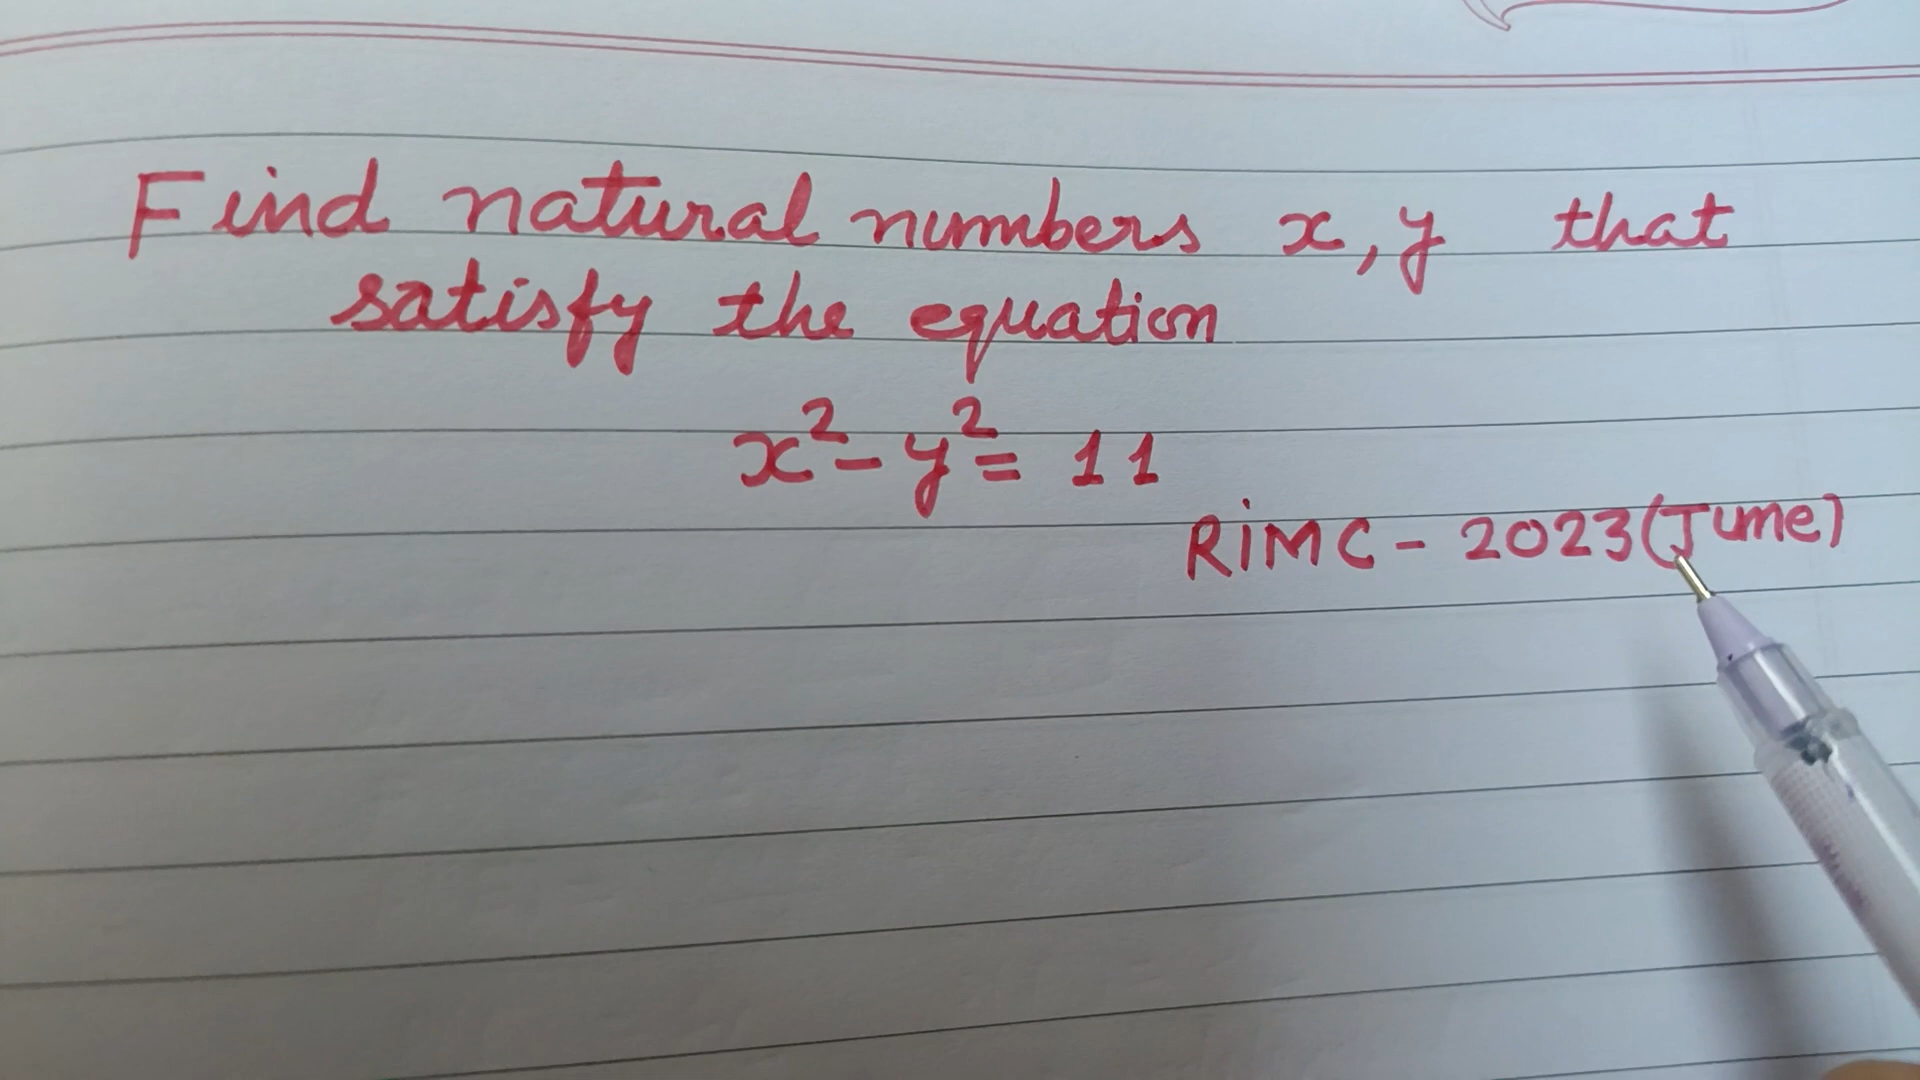 Find natural numbers x, y that
satisfy the equation
x² - y² = 11
RiMC - 2023 (June)